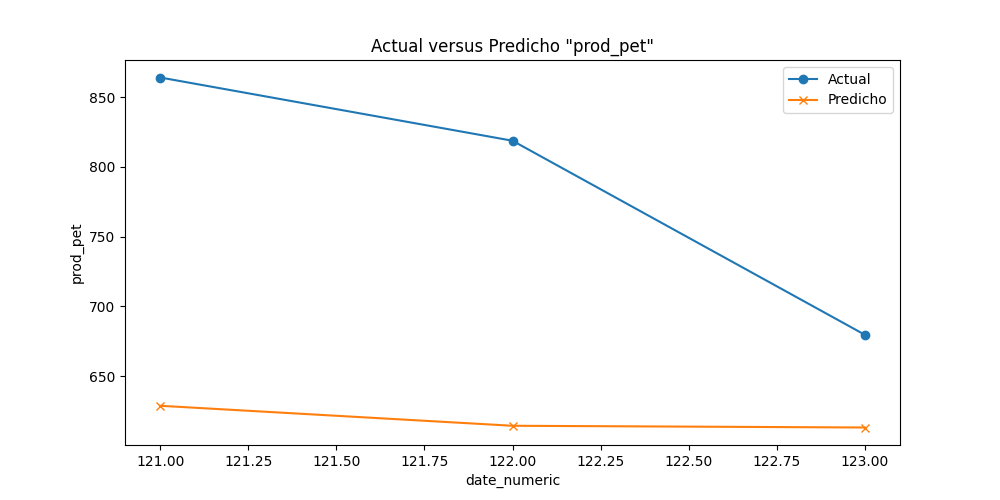 Actual versus Predicho "prod_pet"
Actual
Predicho
prod_pet
850
800
750
700
650
121.00 121.25 121.50 121.75 122.00 122.25 122.50 122.75 123.00
date_numeric